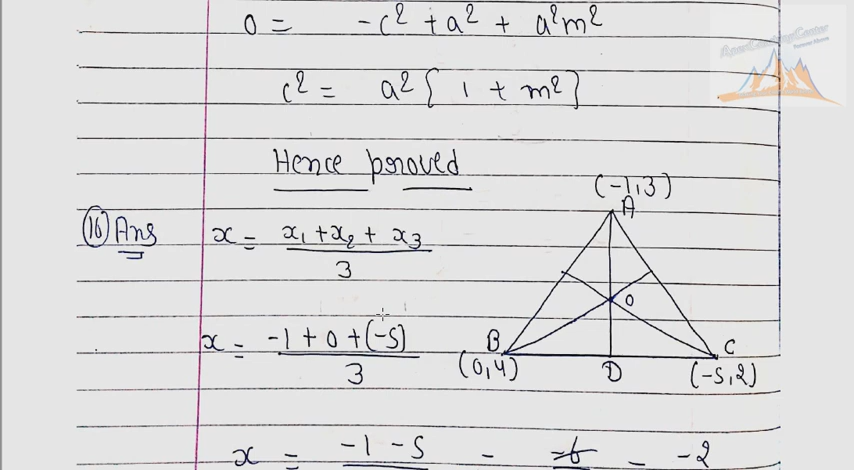 0 = -c² + a² + a²m²
c² = a² { 1 + m² }
Hence proved
(-1,3)
A
(16) Ans x = x₁ + x₂ + x₃ / 3
O
x = -1 + 0 + (-5) / 3
B
(0,4)
D
C
(-5,2)
x = -1 - 5 = -6 = -2